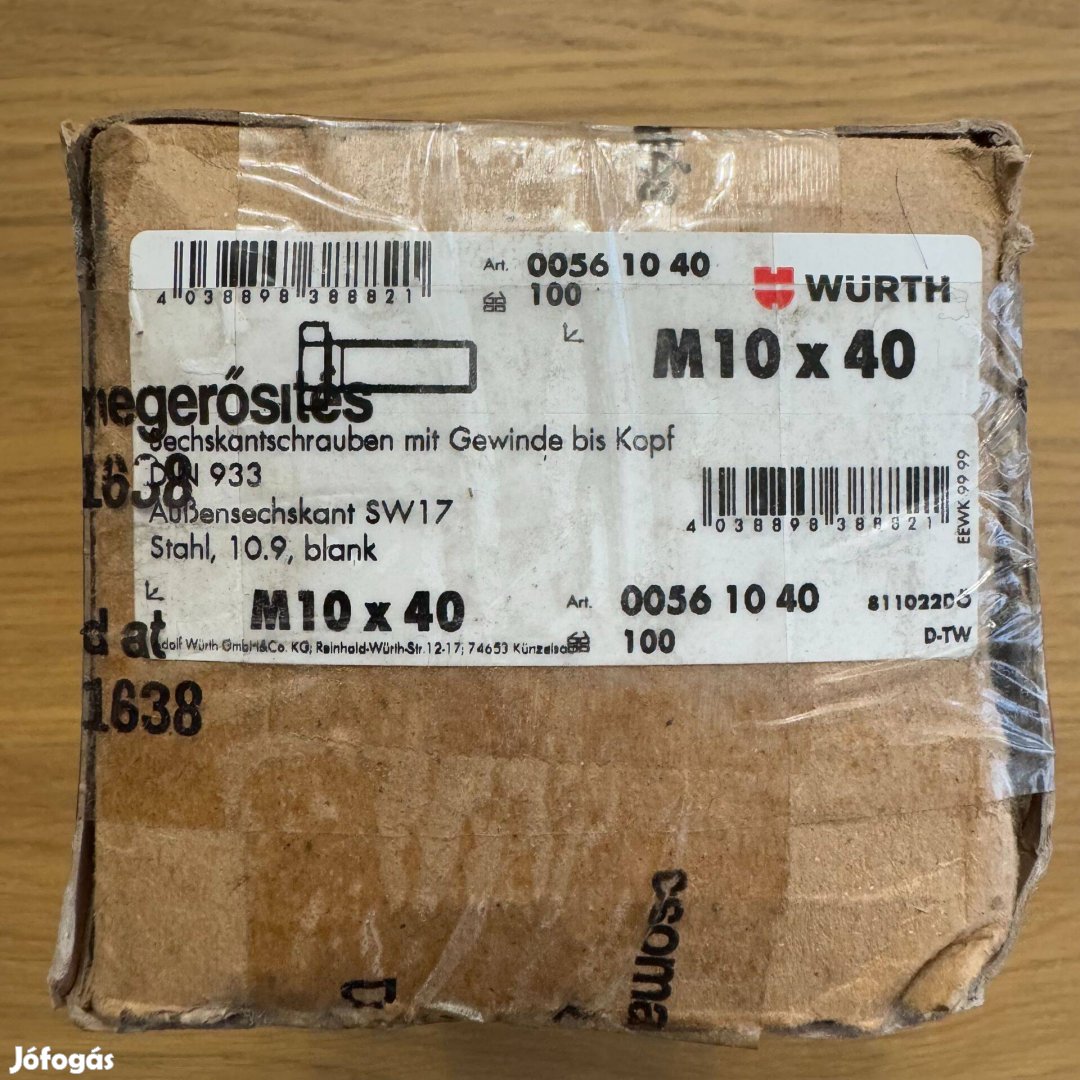 Art. 0056 10 40
4 038898 388821
100
WÜRTH
M10 x 40
megerősítés
Sechskantschrauben mit Gewinde bis Kopf
1638
DIN 933
Außensechskant SW17
Stahl, 10.9, blank
4 038898 388821
EEWK 99 99
M10 x 40
Art. 0056 10 40
811022D6
100
D-TW
d at
Adolf Würth GmbH&Co. KG, Reinhold-Würth-Str.12-17, 74653 Künzelsau
1638
csoma
Jófogás